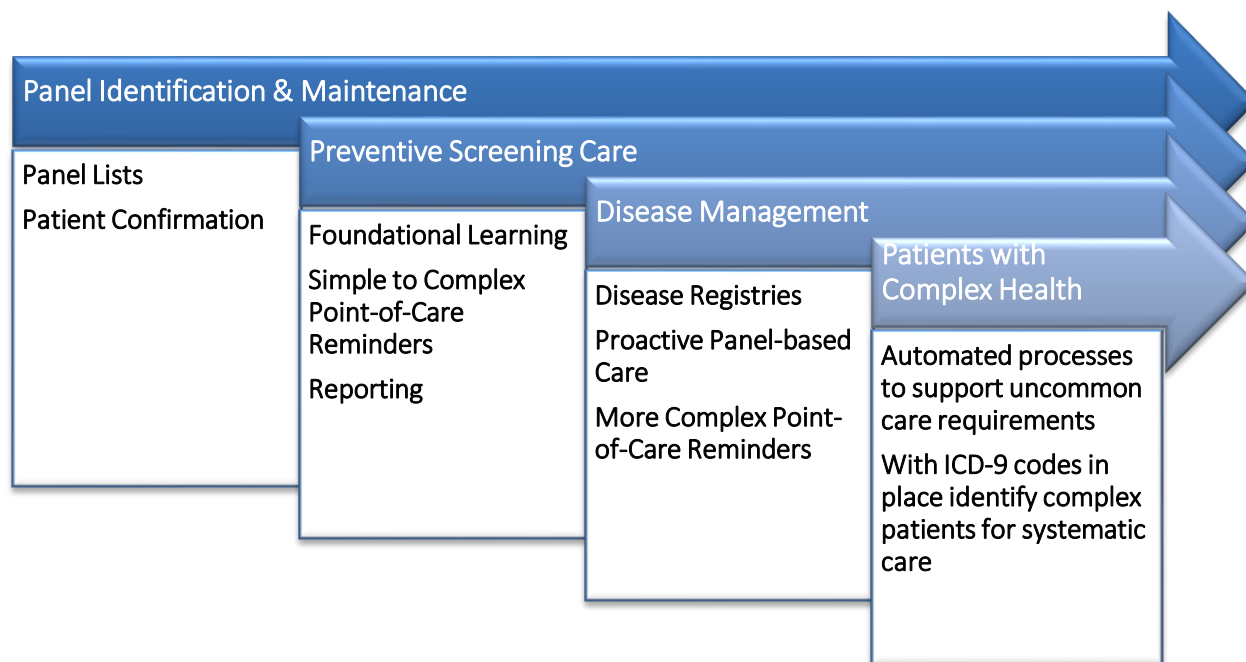 Panel Identification & Maintenance
Panel Lists
Patient Confirmation
Preventive Screening Care
Foundational Learning
Simple to Complex
Point-of-Care
Reminders
Reporting
Disease Management
Disease Registries
Proactive Panel-based
Care
More Complex Point-
of-Care Reminders
Patients with
Complex Health
Automated processes
to support uncommon
care requirements
With ICD-9 codes in
place identify complex
patients for systematic
care